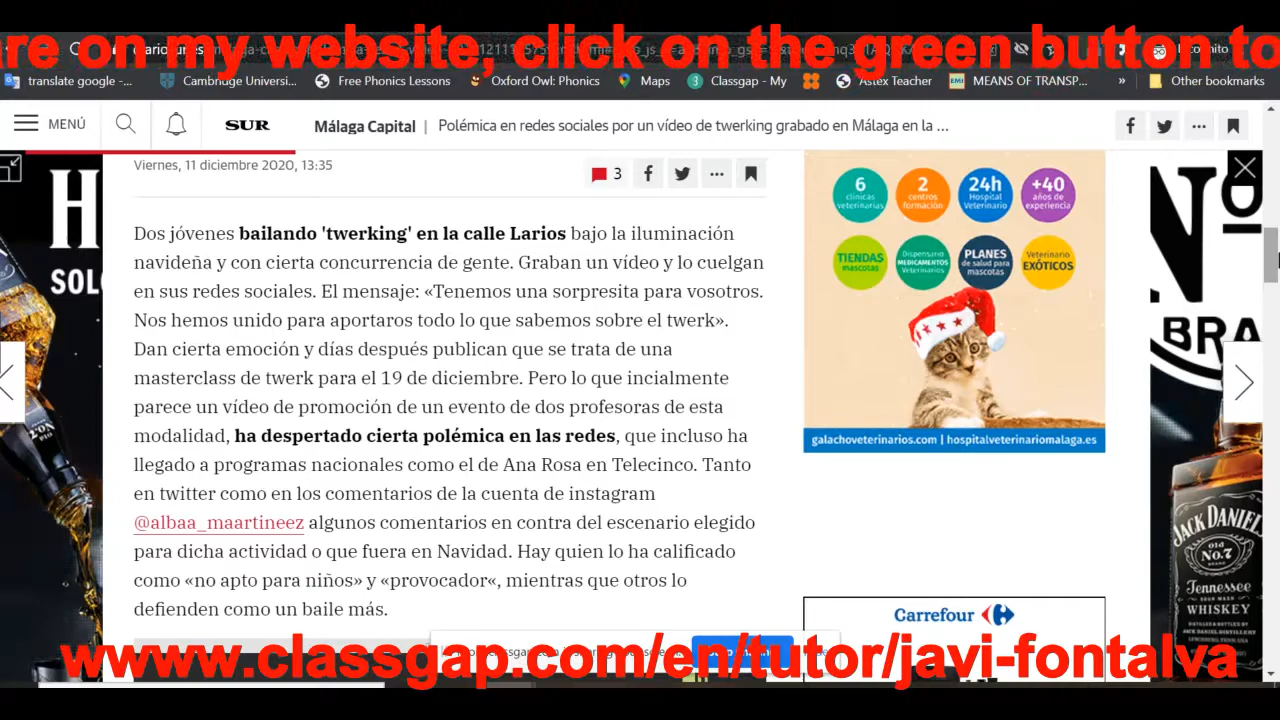 are on my website, click on the green button to
Incognito
translate google -...
Cambridge Universi...
Free Phonics Lessons
Oxford Owl: Phonics
Maps
Classgap - My
Astex Teacher
MEANS OF TRANSP...
»
Other bookmarks
MENÚ
SUR
Málaga Capital | Polémica en redes sociales por un vídeo de twerking grabado en Málaga en la ...
Viernes, 11 diciembre 2020, 13:35
3
Dos jóvenes bailando 'twerking' en la calle Larios bajo la iluminación
navideña y con cierta concurrencia de gente. Graban un vídeo y lo cuelgan
en sus redes sociales. El mensaje: «Tenemos una sorpresita para vosotros.
Nos hemos unido para aportaros todo lo que sabemos sobre el twerk».
Dan cierta emoción y días después publican que se trata de una
masterclass de twerk para el 19 de diciembre. Pero lo que incialmente
parece un vídeo de promoción de un evento de dos profesoras de esta
modalidad, ha despertado cierta polémica en las redes, que incluso ha
llegado a programas nacionales como el de Ana Rosa en Telecinco. Tanto
en twitter como en los comentarios de la cuenta de instagram
@albaa_maartineez algunos comentarios en contra del escenario elegido
para dicha actividad o que fuera en Navidad. Hay quien lo ha calificado
como «no apto para niños» y «provocador«, mientras que otros lo
defienden como un baile más.
6 clínicas veterinarias
2 centros formación
24h Hospital Veterinario
+40 años de experiencia
TIENDAS mascotas
Dispensario MEDICAMENTOS Veterinarios
PLANES de salud para mascotas
Veterinario EXÓTICOS
galachoveterinarios.com | hospitalveterinariomalaga.es
Carrefour
H
SOL
Nº
BRA
JACK DANIEL
OLD
No.7
BRAND
Tennessee
SOUR MASH
WHISKEY
www.classgap.com/en/tutor/javi-fontalva